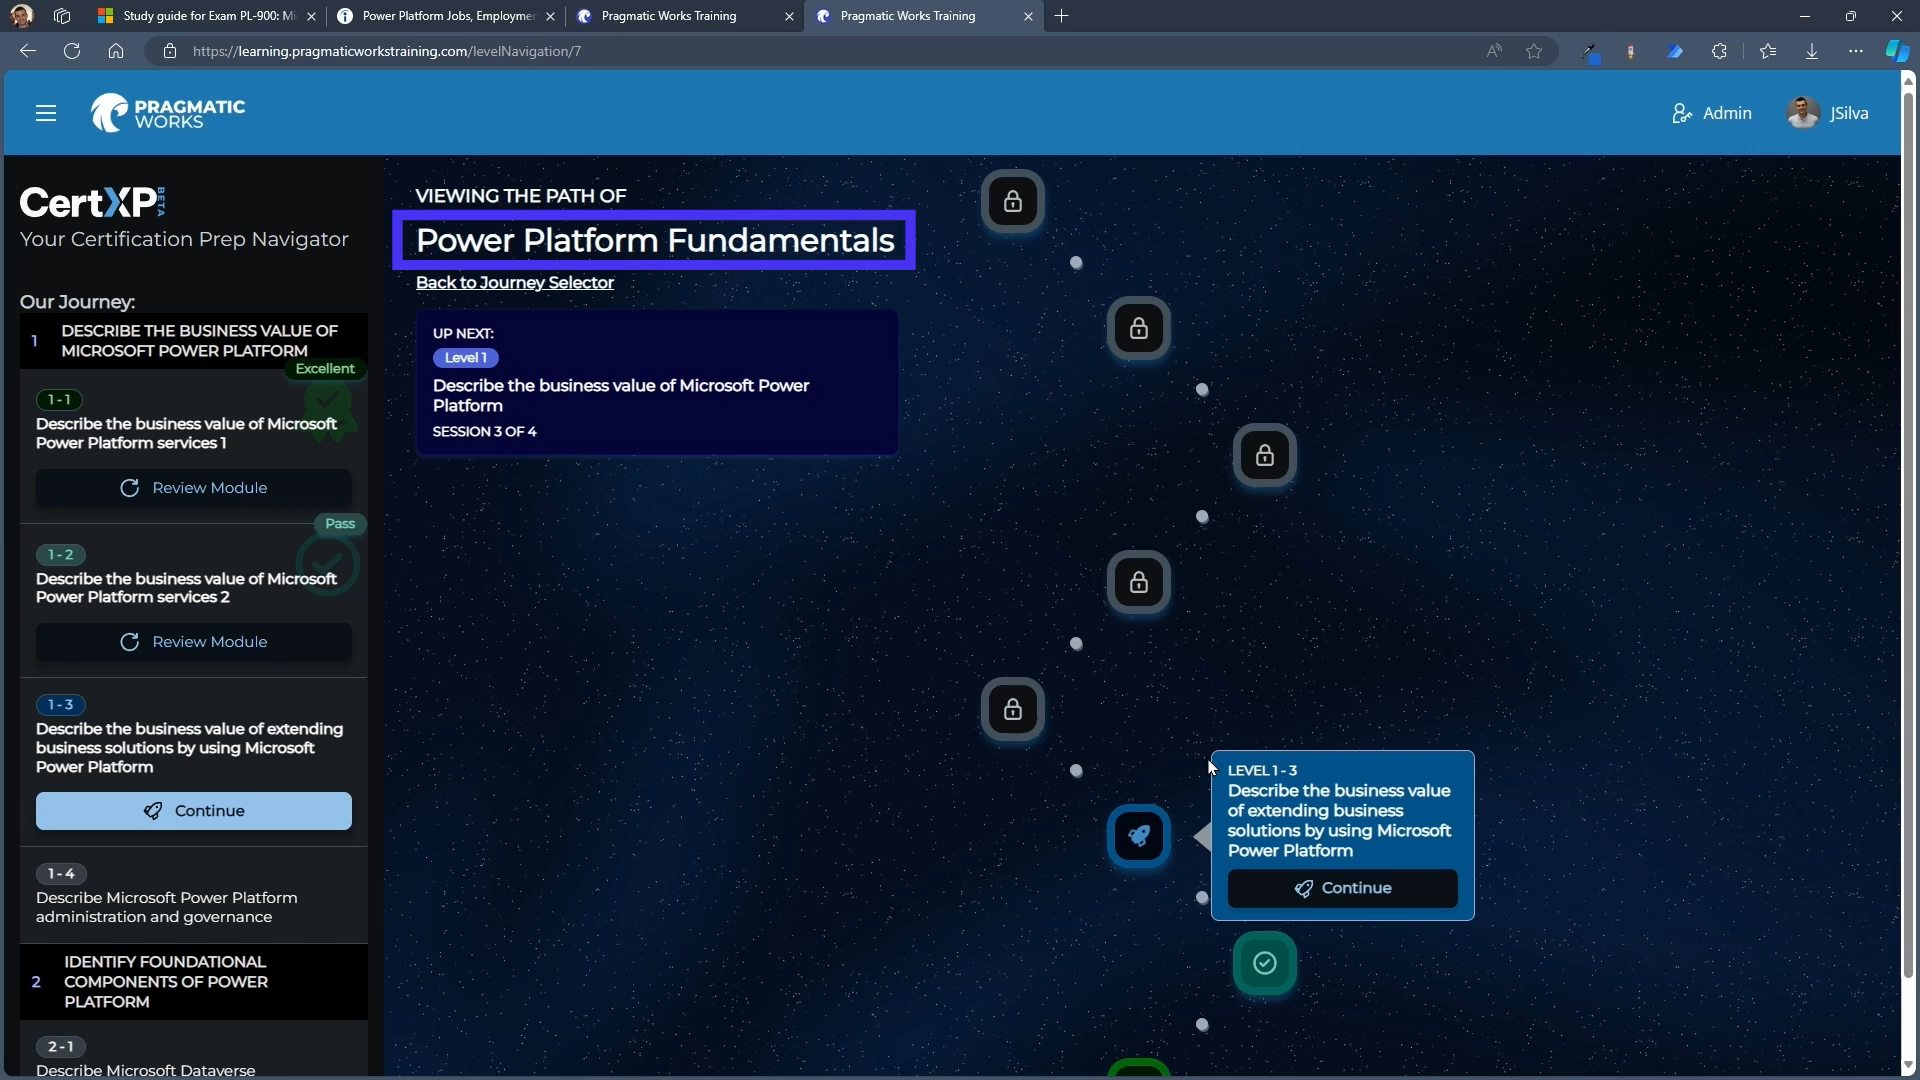 Study guide for Exam PL-900: Mi
Power Platform Jobs, Employmen
Pragmatic Works Training
Pragmatic Works Training
https://learning.pragmaticworkstraining.com/levelNavigation/7
PRAGMATIC
WORKS
Admin
JSilva
CertXP
BETA
Your Certification Prep Navigator
Our Journey:
1
DESCRIBE THE BUSINESS VALUE OF
MICROSOFT POWER PLATFORM
Excellent
1 - 1
Describe the business value of Microsoft
Power Platform services 1
Review Module
Pass
1 - 2
Describe the business value of Microsoft
Power Platform services 2
Review Module
1 - 3
Describe the business value of extending
business solutions by using Microsoft
Power Platform
Continue
1 - 4
Describe Microsoft Power Platform
administration and governance
2
IDENTIFY FOUNDATIONAL
COMPONENTS OF POWER
PLATFORM
2 - 1
Describe Microsoft Dataverse
VIEWING THE PATH OF
Power Platform Fundamentals
Back to Journey Selector
UP NEXT:
Level 1
Describe the business value of Microsoft Power
Platform
SESSION 3 OF 4
LEVEL 1 - 3
Describe the business value
of extending business
solutions by using Microsoft
Power Platform
Continue